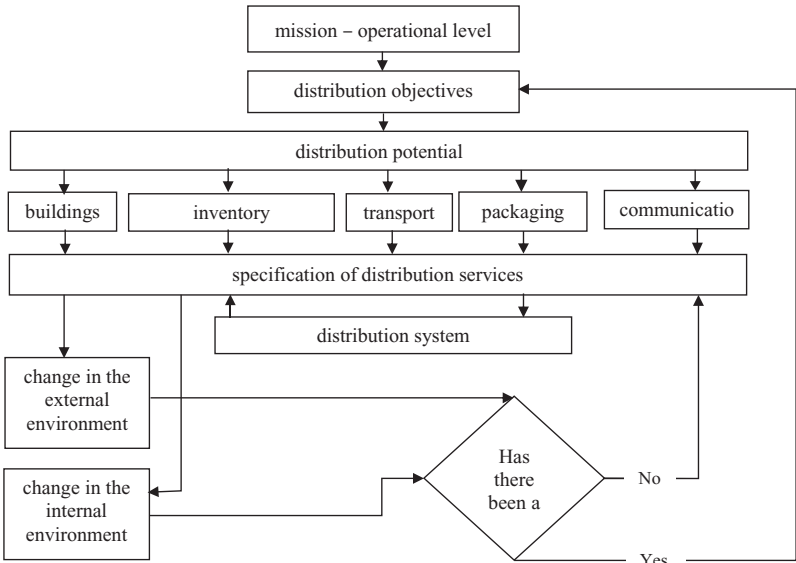 mission – operational level
distribution objectives
distribution potential
buildings
inventory
transport
packaging
communicatio
specification of distribution services
distribution system
change in the
external
environment
change in the
internal
environment
Has
there
been a
No
Yes